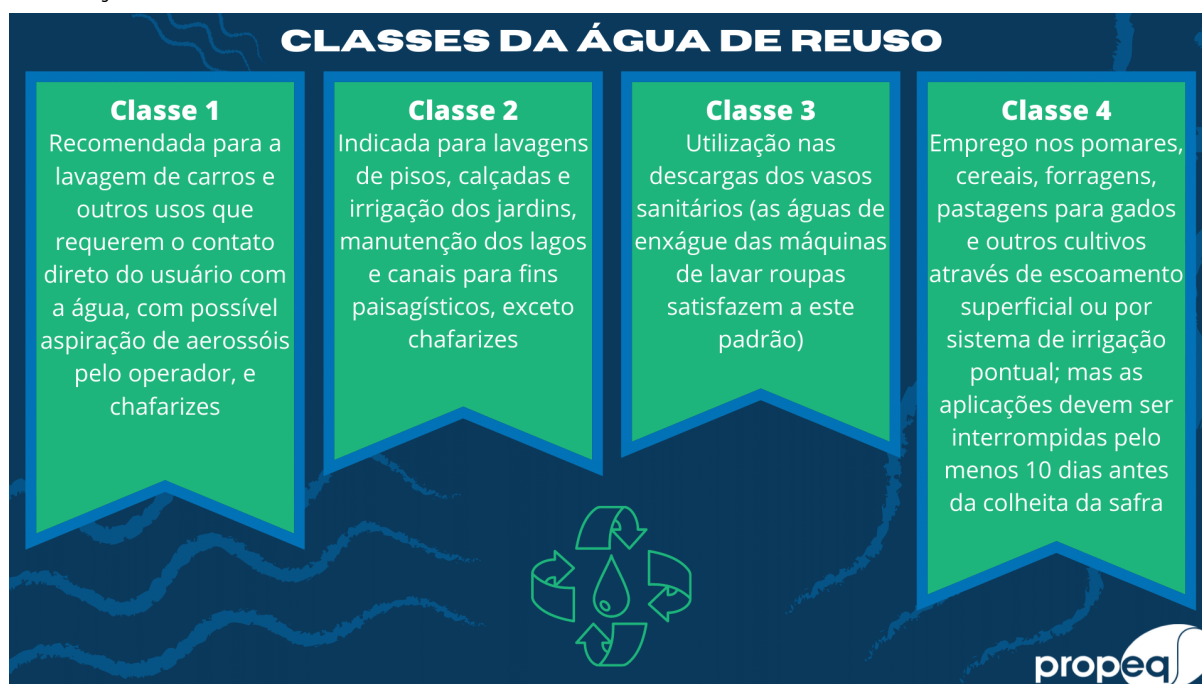 CLASSES DA ÁGUA DE REUSO
Classe 1
Recomendada para a
lavagem de carros e
outros usos que
requerem o contato
direto do usuário com
a água, com possível
aspiração de aerossóis
pelo operador, e
chafarizes
Classe 2
Indicada para lavagens
de pisos, calçadas e
irrigação dos jardins,
manutenção dos lagos
e canais para fins
paisagísticos, exceto
chafarizes
Classe 3
Utilização nas
descargas dos vasos
sanitários (as águas de
enxágue das máquinas
de lavar roupas
satisfazem a este
padrão)
Classe 4
Emprego nos pomares,
cereais, forragens,
pastagens para gados
e outros cultivos
através de escoamento
superficial ou por
sistema de irrigação
pontual; mas as
aplicações devem ser
interrompidas pelo
menos 10 dias antes
da colheita da safra
propeq